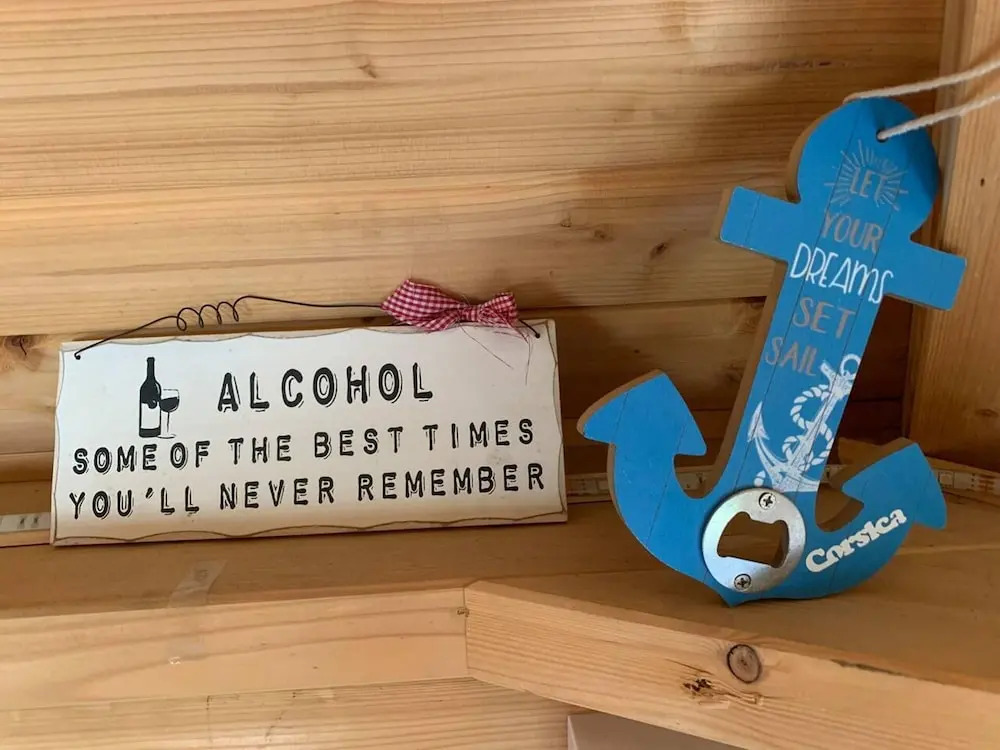 ALCOHOL
SOME OF THE BEST TIMES
YOU'LL NEVER REMEMBER
LET
YOUR
DREAMS
SET
SAIL
Corsica